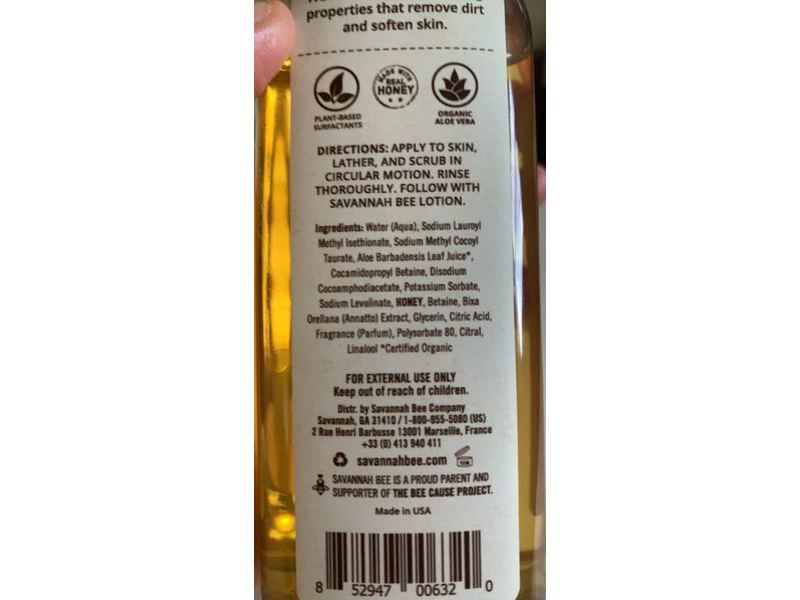 properties that remove dirt
and soften skin.
MADE WITH
REAL
HONEY
PLANT-BASED
SURFACTANTS
ORGANIC
ALOE VERA
DIRECTIONS: APPLY TO SKIN,
LATHER, AND SCRUB IN
CIRCULAR MOTION. RINSE
THOROUGHLY. FOLLOW WITH
SAVANNAH BEE LOTION.
Ingredients: Water (Aqua), Sodium Lauroyl
Methyl Isethionate, Sodium Methyl Cocoyl
Taurate, Aloe Barbadensis Leaf Juice*,
Cocamidopropyl Betaine, Disodium
Cocoamphodiacetate, Potassium Sorbate,
Sodium Levulinate, HONEY, Betaine, Bixa
Orellana (Annatto) Extract, Glycerin, Citric Acid,
Fragrance (Parfum), Polysorbate 80, Citral,
Linalool *Certified Organic
FOR EXTERNAL USE ONLY
Keep out of reach of children.
Distr. by Savannah Bee Company
Savannah, GA 31410 / 1-800-955-5080 (US)
2 Rue Henri Barbusse 13001 Marseille, France
+33 (0) 413 940 411
savannahbee.com
SAVANNAH BEE IS A PROUD PARENT AND
SUPPORTER OF THE BEE CAUSE PROJECT.
Made in USA
8 52947 00632 0